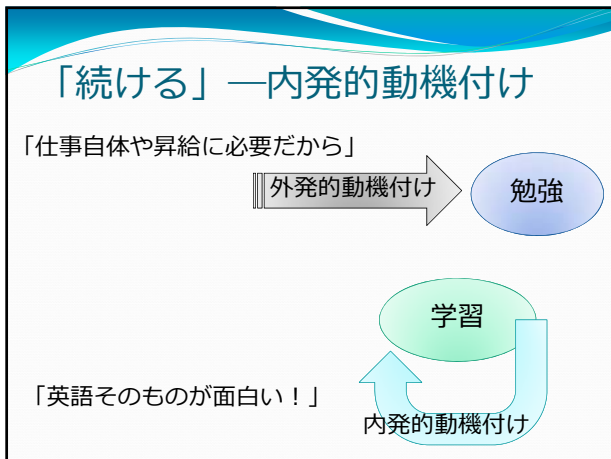 「続ける」―内発的動機付け
「仕事自体や昇給に必要だから」
外発的動機付け
勉強
学習
「英語そのものが面白い！」
内発的動機付け